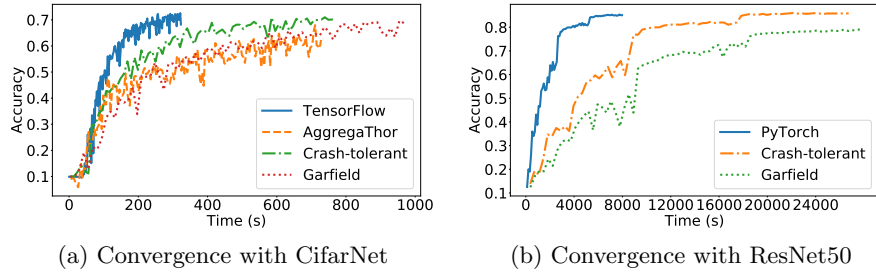 0.7
0.6
0.5
0.4
0.3
0.2
0.1
Accuracy
0 200 400 600 800 1000
Time (s)
TensorFlow
AggregaThor
Crash-tolerant
Garfield
(a) Convergence with CifarNet
0.8
0.7
0.6
0.5
0.4
0.3
0.2
0.1
Accuracy
0 4000 8000 12000 16000 20000 24000
Time (s)
PyTorch
Crash-tolerant
Garfield
(b) Convergence with ResNet50